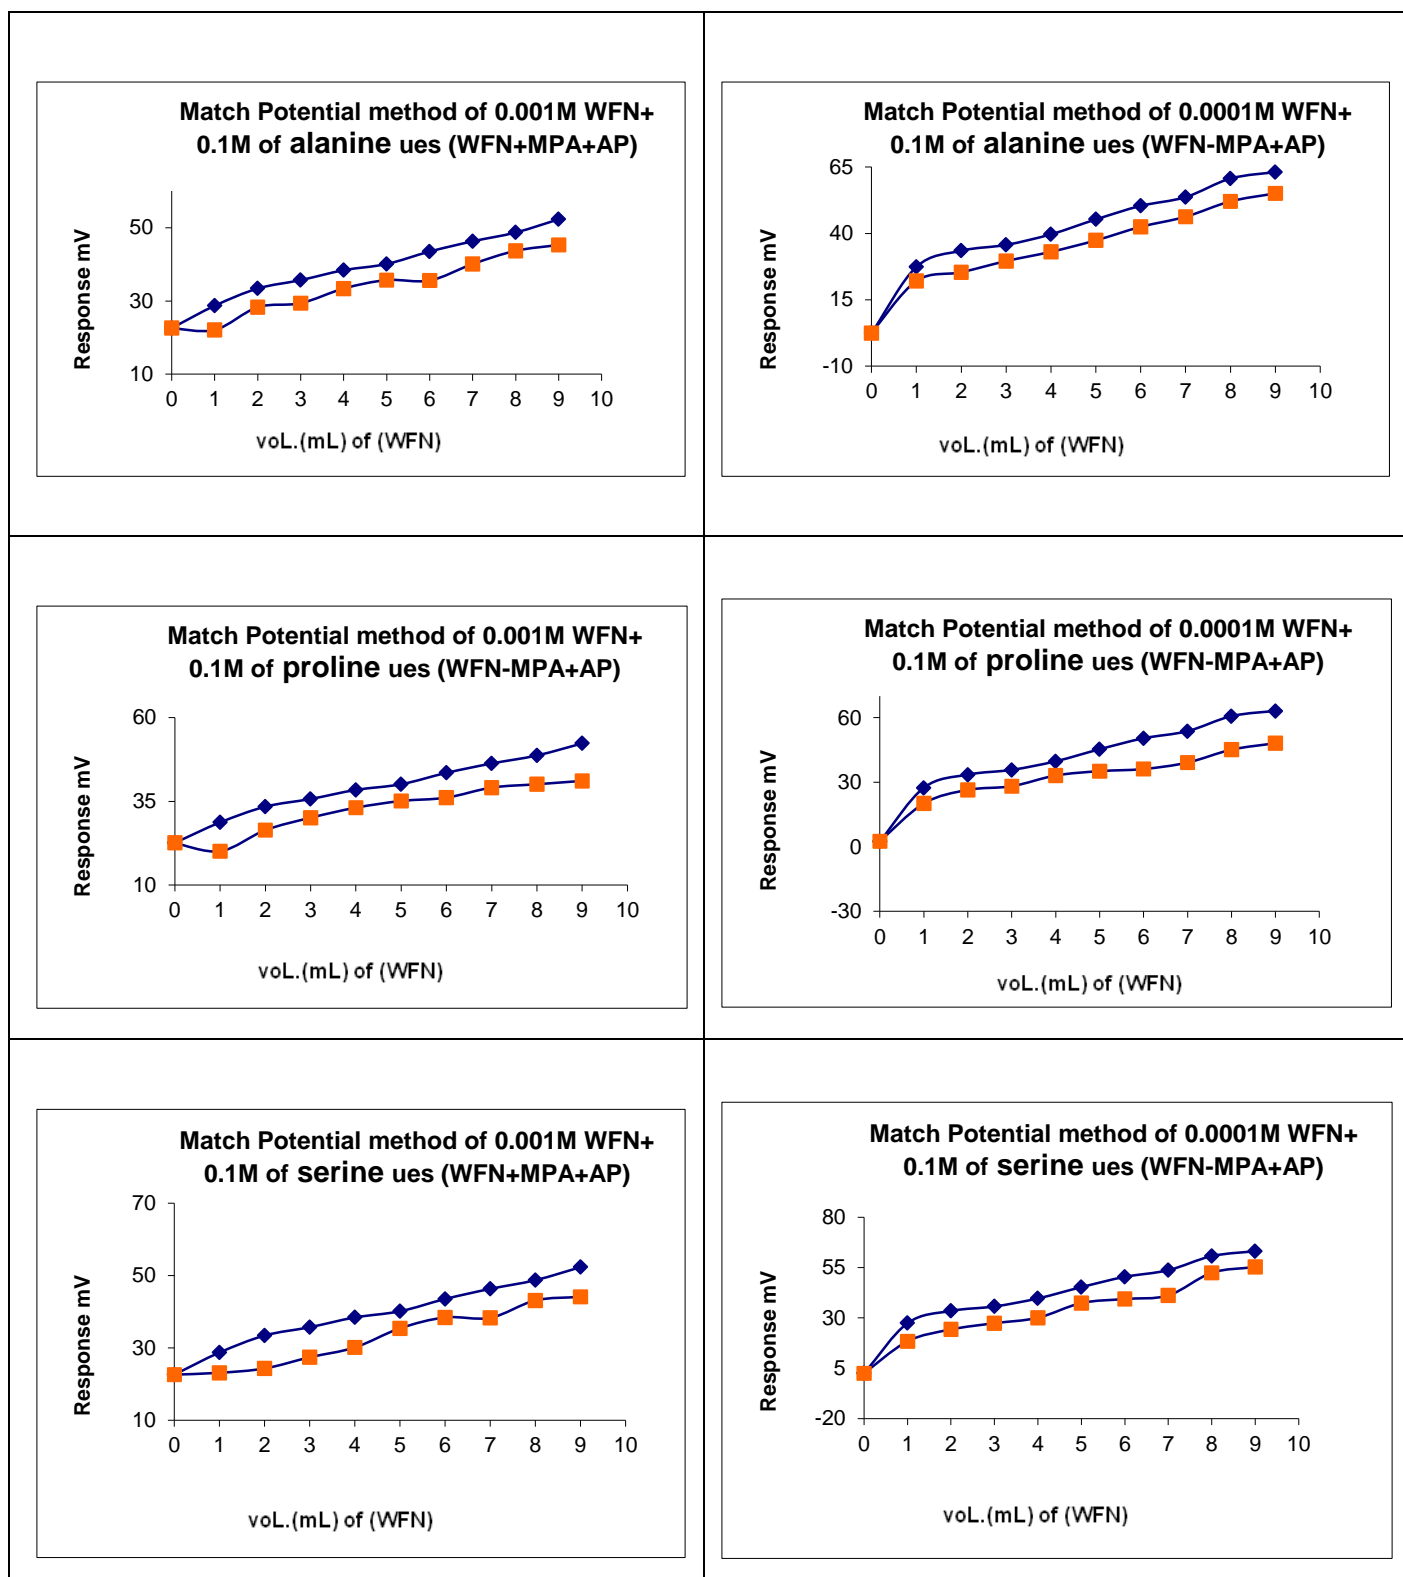 Match Potential method of 0.001M WFN+
0.1M of alanine ues (WFN+MPA+AP)
50
30
10
0 1 2 3 4 5 6 7 8 9 10
Response mV
voL.(mL) of (WFN)
Match Potential method of 0.0001M WFN+
0.1M of alanine ues (WFN-MPA+AP)
65
40
15
-10
0 1 2 3 4 5 6 7 8 9 10
Response mV
voL.(mL) of (WFN)
Match Potential method of 0.001M WFN+
0.1M of proline ues (WFN-MPA+AP)
60
35
10
0 1 2 3 4 5 6 7 8 9 10
Response mV
voL.(mL) of (WFN)
Match Potential method of 0.0001M WFN+
0.1M of proline ues (WFN-MPA+AP)
60
30
0
-30
0 1 2 3 4 5 6 7 8 9 10
Response mV
voL.(mL) of (WFN)
Match Potential method of 0.001M WFN+
0.1M of serine ues (WFN+MPA+AP)
70
50
30
10
0 1 2 3 4 5 6 7 8 9 10
Response mV
voL.(mL) of (WFN)
Match Potential method of 0.0001M WFN+
0.1M of serine ues (WFN-MPA+AP)
80
55
30
5
-20
0 1 2 3 4 5 6 7 8 9 10
Response mV
voL.(mL) of (WFN)